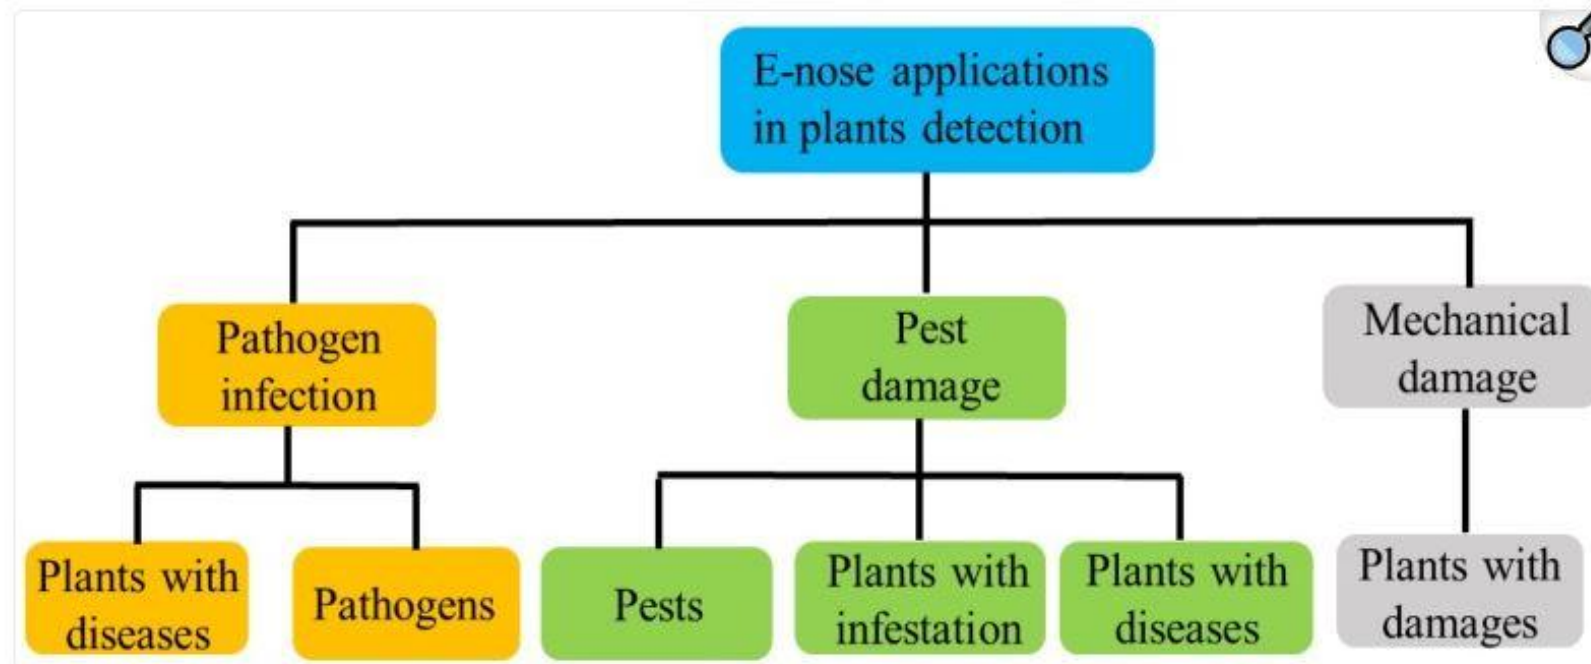 E-nose applications
in plants detection
Pathogen
infection
Pest
damage
Mechanical
damage
Plants with
diseases
Pathogens
Pests
Plants with
infestation
Plants with
diseases
Plants with
damages